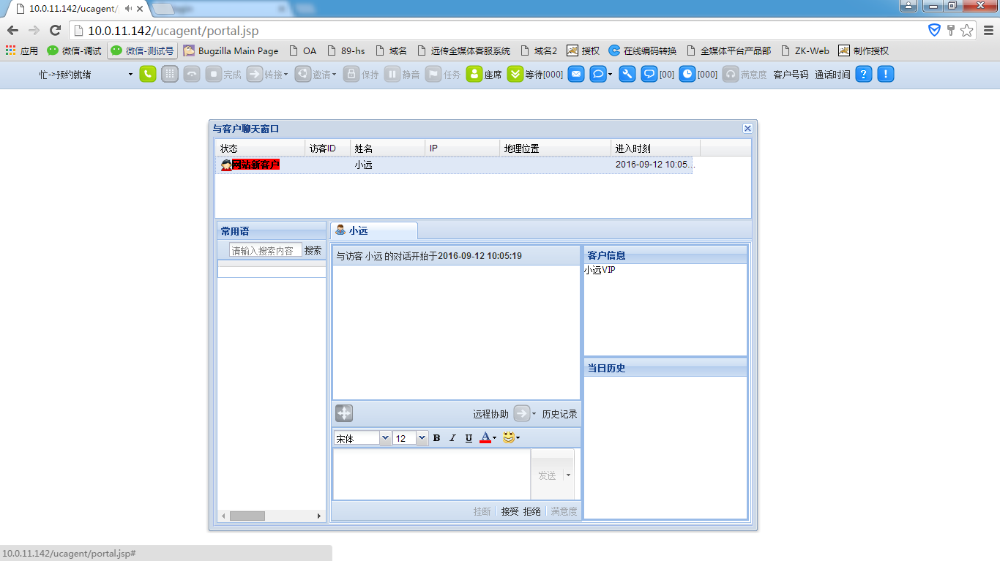 10.0.11.142/ucagent/
10.0.11.142/ucagent/portal.jsp
应用 微信-调试 微信-测试号 Bugzilla Main Page OA 89-hs 域名 远传全媒体客服系统 域名2 授权 在线编码转换 全媒体平台产品部 ZK-Web 制作授权
忙->预约就绪 完成 转接 邀请 保持 静音 任务 座席 等待[000] [00] [000] 满意度 客户号码 通话时间 ? !
与客户聊天窗口
状态 访客ID 姓名 IP 地理位置 进入时刻
网站新客户 小远 2016-09-12 10:05...
常用语 小远
请输入搜索内容 搜索
与访客 小远 的对话开始于2016-09-12 10:05:19
客户信息
小远VIP
当日历史
远程协助 历史记录
宋体 12 B I U A
发送
挂断 接受 拒绝 满意度
10.0.11.142/ucagent/portal.jsp#